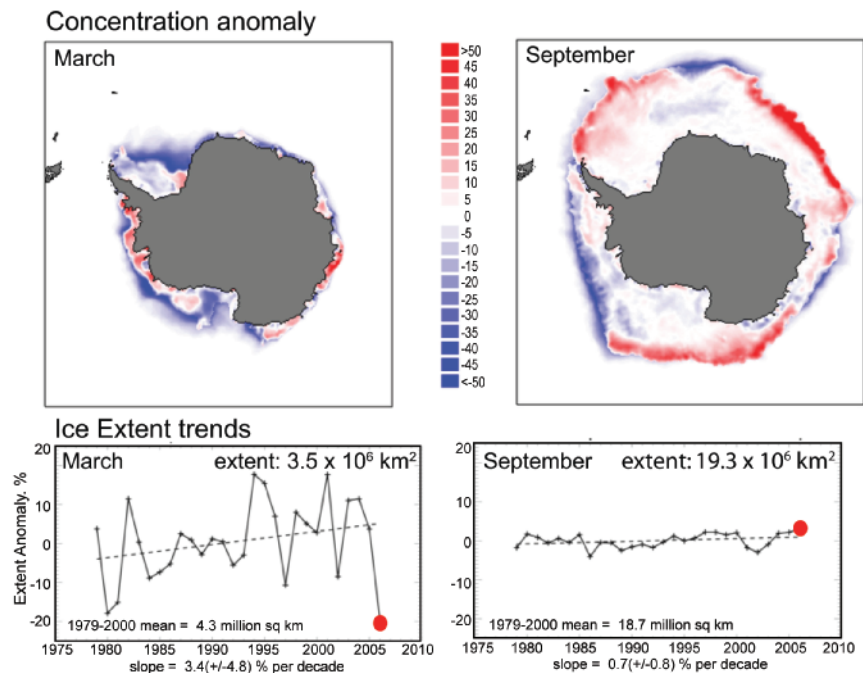 Concentration anomaly
March
>50
45
40
35
30
25
20
15
10
5
0
-5
-10
-15
-20
-25
-30
-35
-40
-45
<-50
September
Ice Extent trends
March
extent: 3.5 x 10⁶ km²
Extent Anomaly. %
20
10
0
-10
-20
1979-2000 mean = 4.3 million sq km
1975 1980 1985 1990 1995 2000 2005 2010
slope = 3.4(+/-4.8) % per decade
September
extent: 19.3 x 10⁶ km²
20
10
0
-10
-20
1979-2000 mean = 18.7 million sq km
1975 1980 1985 1990 1995 2000 2005 2010
slope = 0.7(+/-0.8) % per decade